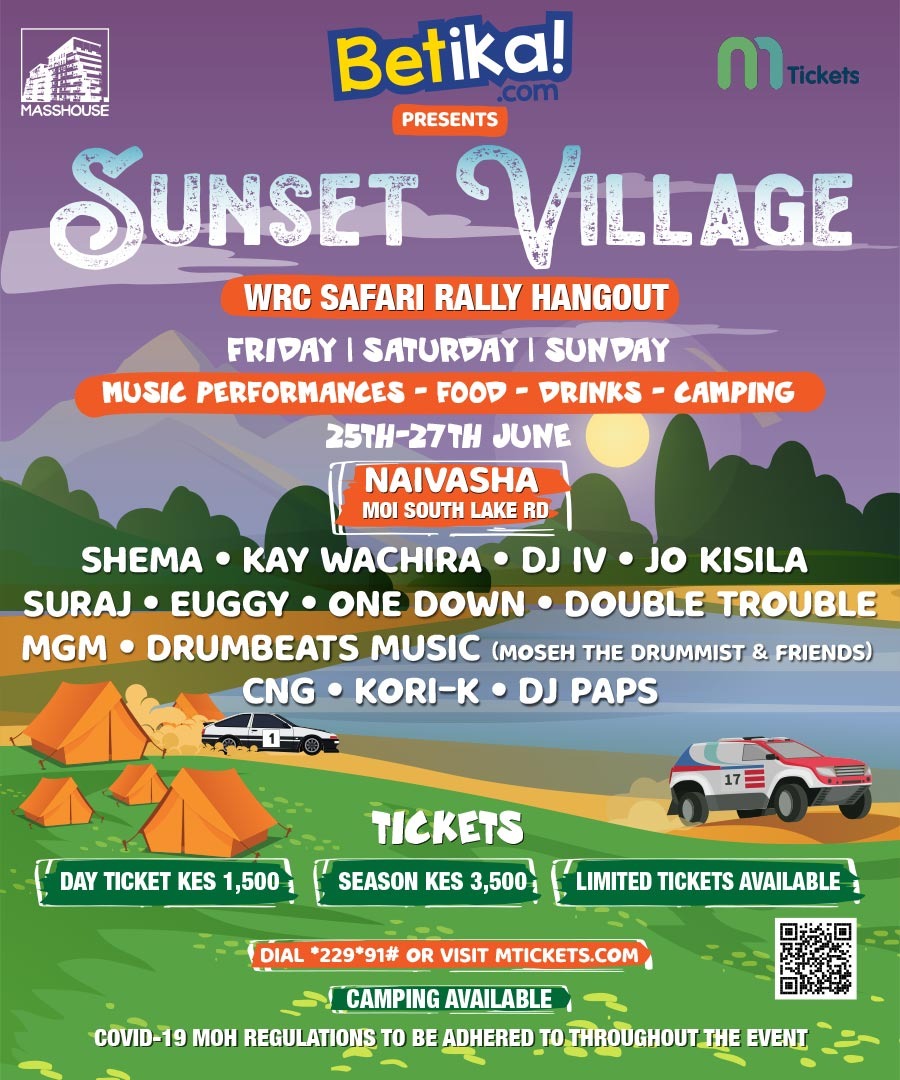 MASSHOUSE
Betika!
.com
m Tickets
PRESENTS
SUNSET VILLAGE
WRC SAFARI RALLY HANGOUT
FRIDAY | SATURDAY | SUNDAY
MUSIC PERFORMANCES - FOOD - DRINKS - CAMPING
25TH-27TH JUNE
NAIVASHA
MOI SOUTH LAKE RD
SHEMA • KAY WACHIRA • DJ IV • JO KISILA
SURAJ • EUGGY • ONE DOWN • DOUBLE TROUBLE
MGM • DRUMBEATS MUSIC (MOSEH THE DRUMMIST & FRIENDS)
CNG • KORI-K • DJ PAPS
1
17
TICKETS
DAY TICKET KES 1,500
SEASON KES 3,500
LIMITED TICKETS AVAILABLE
DIAL *229*91# OR VISIT MTICKETS.COM
CAMPING AVAILABLE
COVID-19 MOH REGULATIONS TO BE ADHERED TO THROUGHOUT THE EVENT